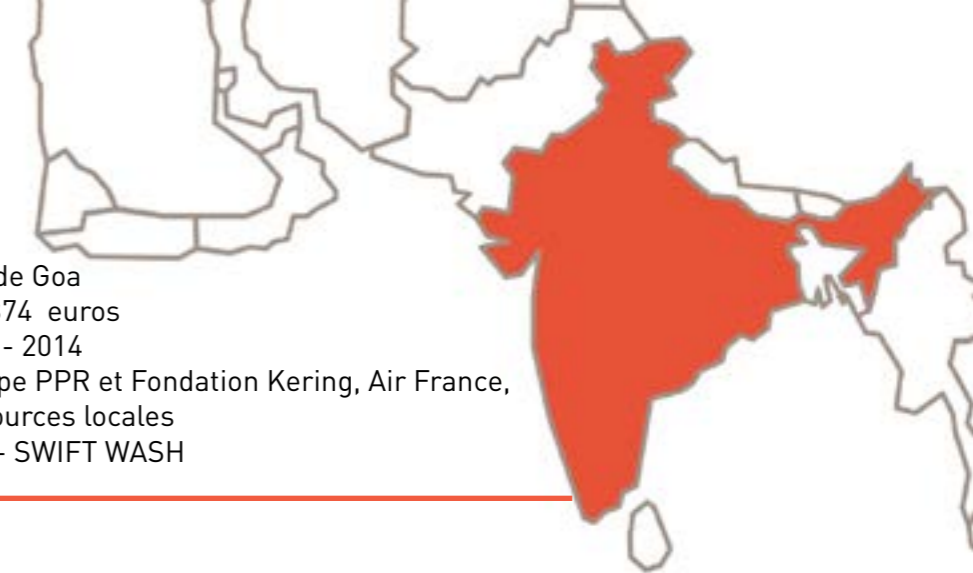 de Goa
74 euros
- 2014
pe PPR et Fondation Kering, Air France,
ources locales
- SWIFT WASH